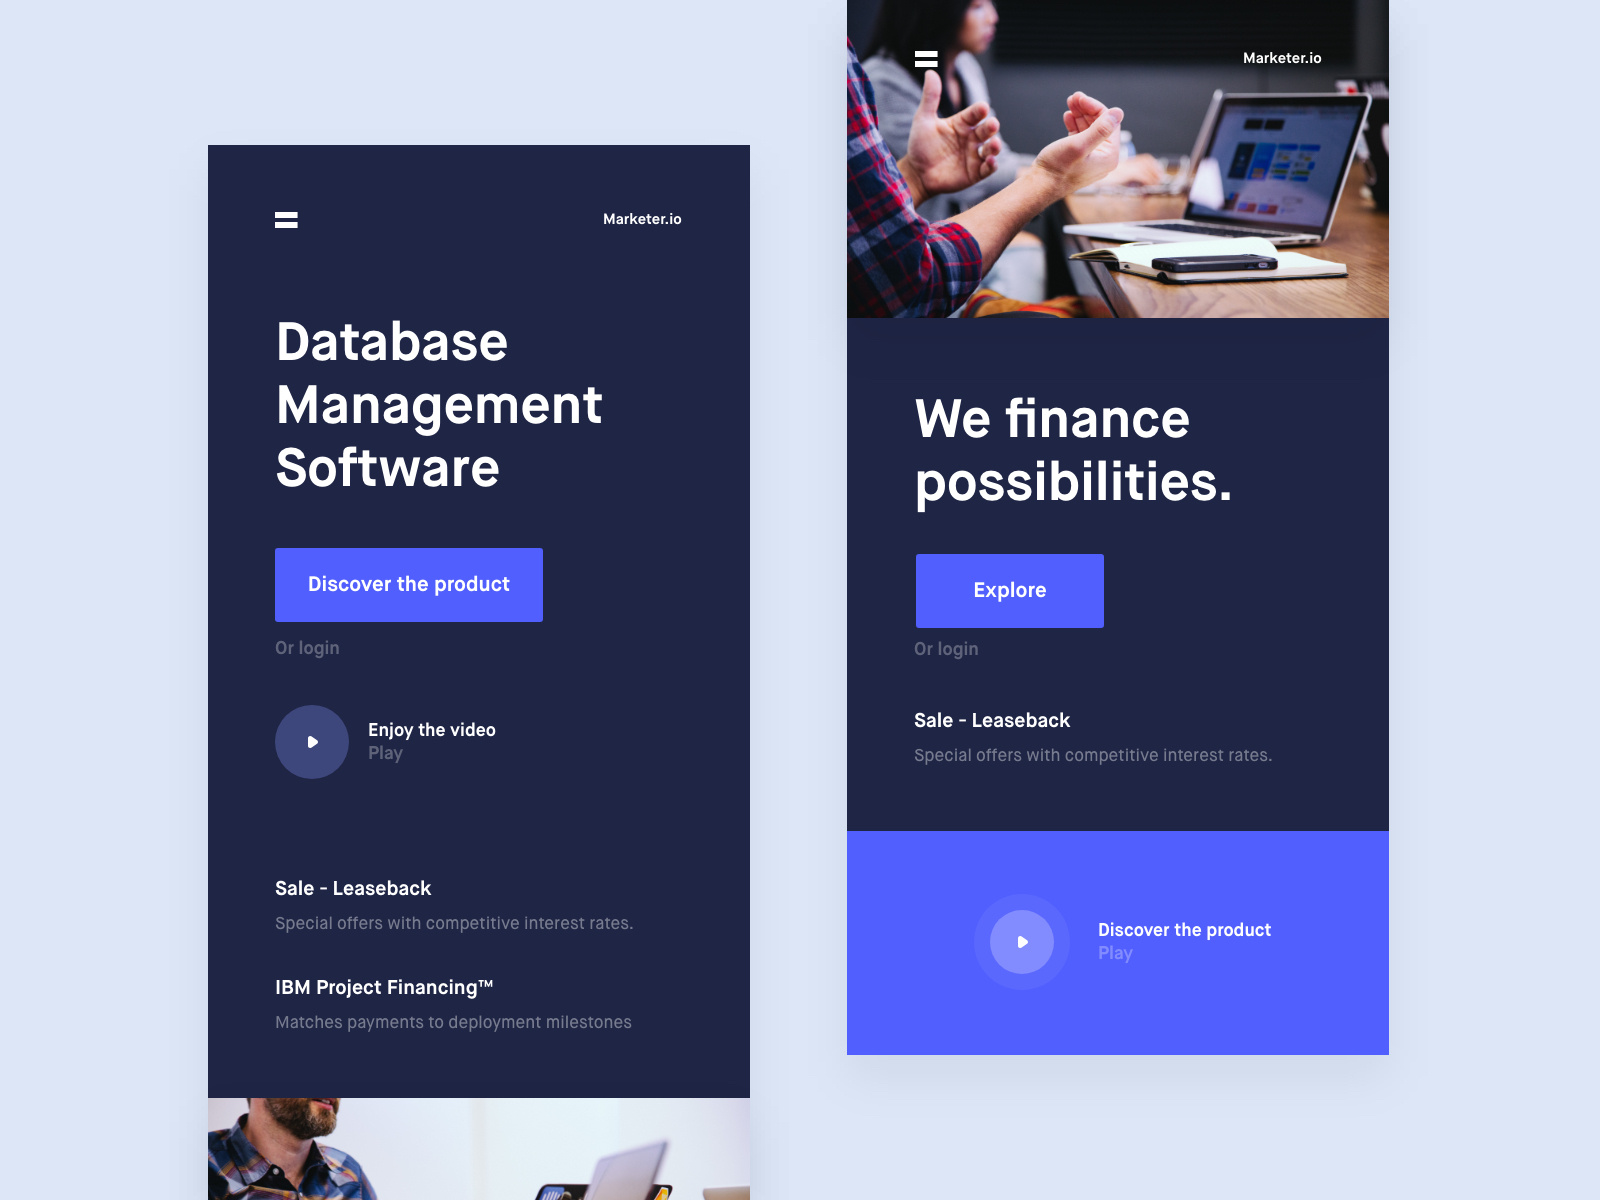 Marketer.io
Database
Management
Software
Discover the product
Or login
Enjoy the video
Play
Sale - Leaseback
Special offers with competitive interest rates.
IBM Project Financing™
Matches payments to deployment milestones
Marketer.io
We finance
possibilities.
Explore
Or login
Sale - Leaseback
Special offers with competitive interest rates.
Discover the product
Play